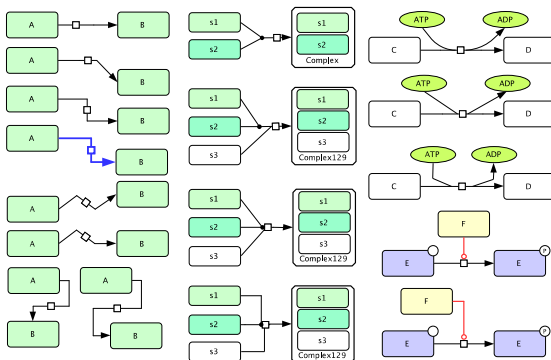 A B
A B
A B
A B
A B
A B
A A
B B
s1 s1
s2 s2
Complex
s1 s1
s2 s2
s3 s3
Complex129
s1 s1
s2 s2
s3 s3
Complex129
s1 s1
s2 s2
s3 s3
Complex129
ATP ADP
C D
ATP ADP
C D
ATP ADP
C D
F
P
E E
F
P
E E